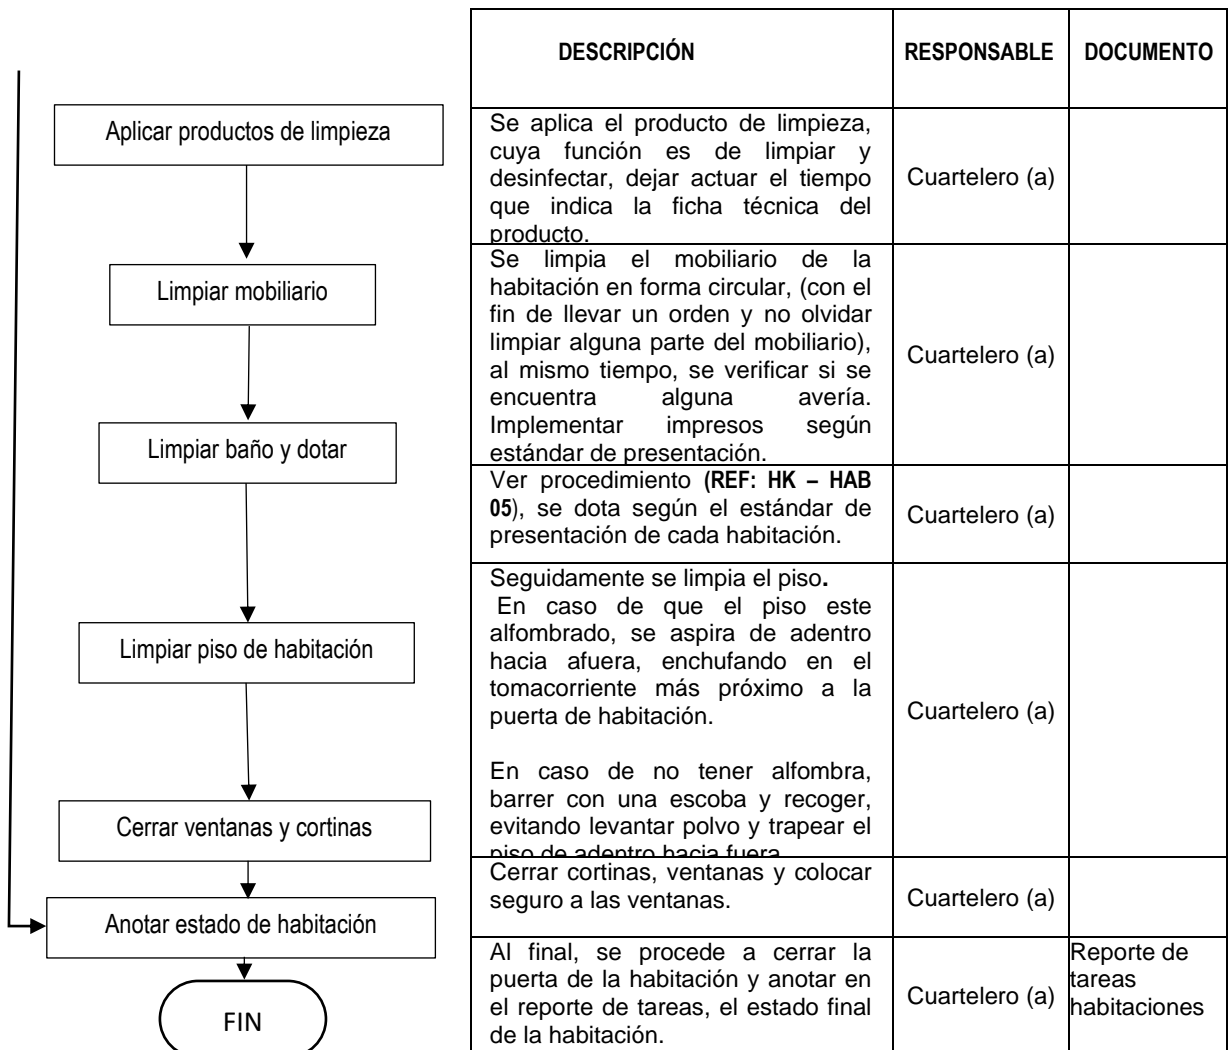 DESCRIPCIÓN RESPONSABLE DOCUMENTO
Aplicar productos de limpieza
Se aplica el producto de limpieza,
cuya función es de limpiar y
desinfectar, dejar actuar el tiempo
que indica la ficha técnica del
producto.
Cuartelero (a)
Limpiar mobiliario
Se limpia el mobiliario de la
habitación en forma circular, (con el
fin de llevar un orden y no olvidar
limpiar alguna parte del mobiliario),
al mismo tiempo, se verificar si se
encuentra alguna avería.
Implementar impresos según
estándar de presentación.
Cuartelero (a)
Limpiar baño y dotar
Ver procedimiento (REF: HK – HAB
05), se dota según el estándar de
presentación de cada habitación.
Cuartelero (a)
Limpiar piso de habitación
Seguidamente se limpia el piso.
En caso de que el piso este
alfombrado, se aspira de adentro
hacia afuera, enchufando en el
tomacorriente más próximo a la
puerta de habitación.
En caso de no tener alfombra,
barrer con una escoba y recoger,
evitando levantar polvo y trapear el
piso de adentro hacia fuera
Cuartelero (a)
Cerrar ventanas y cortinas
Cerrar cortinas, ventanas y colocar
seguro a las ventanas.
Cuartelero (a)
Anotar estado de habitación
Al final, se procede a cerrar la
puerta de la habitación y anotar en
el reporte de tareas, el estado final
de la habitación.
Cuartelero (a)
Reporte de
tareas
habitaciones
FIN